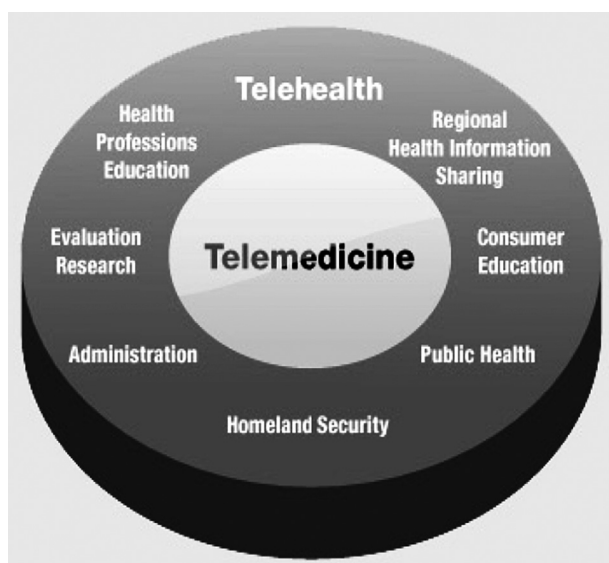 Telehealth
Health
Professions
Education
Regional
Health Information
Sharing
Evaluation
Research
Telemedicine
Consumer
Education
Administration
Public Health
Homeland Security